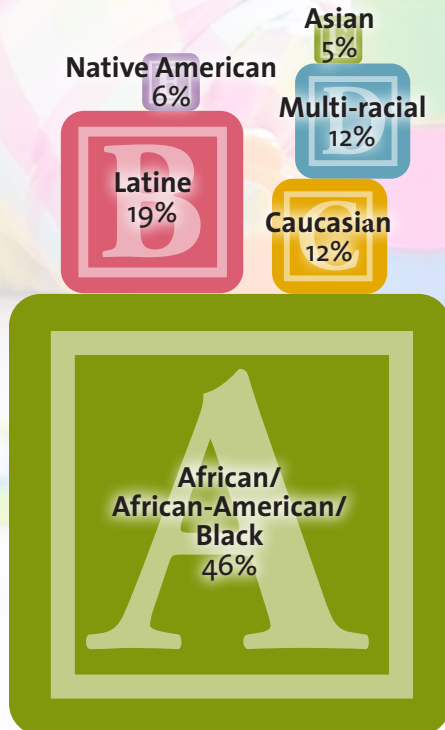 Asian
5%
Native American
6%
Multi-racial
12%
D
B
Latine
19%
Caucasian
12%
C
A
African/
African-American/
Black
46%